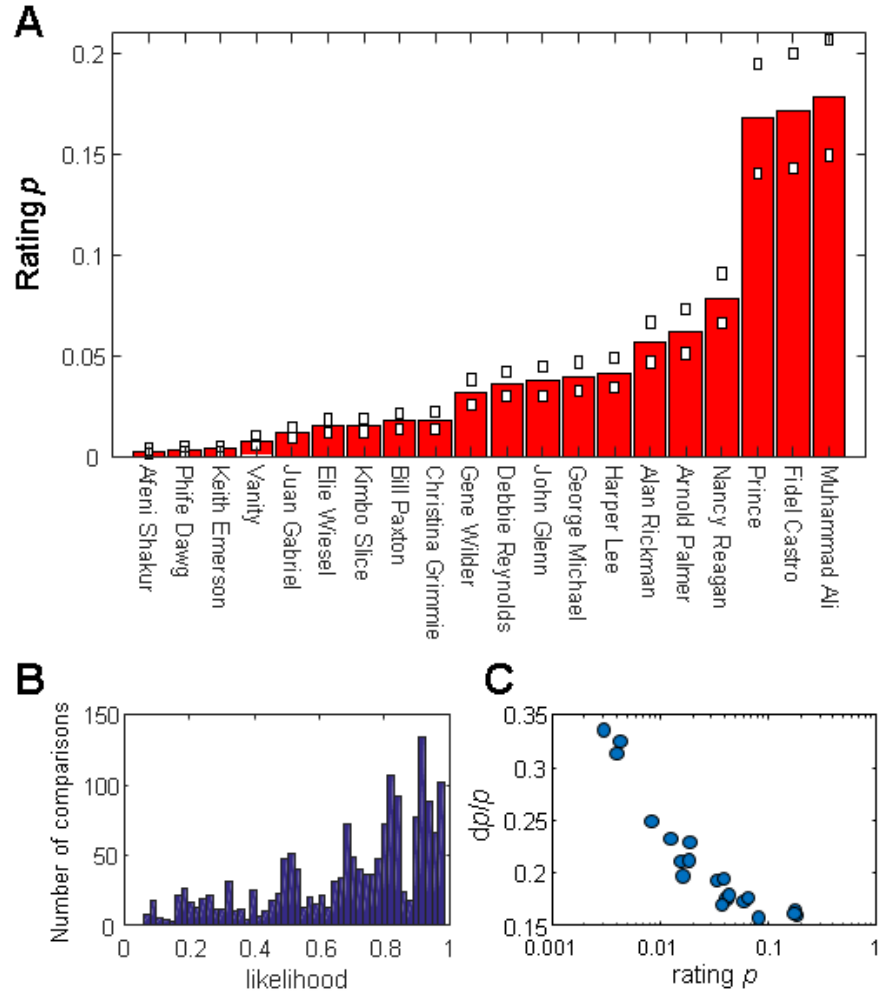 A
Rating p
0.2
0.15
0.1
0.05
0
Afeni Shakur
Phife Dawg
Keith Emerson
Vanity
Juan Gabriel
Elie Wiesel
Kimbo Slice
Bill Paxton
Christina Grimmie
Gene Wilder
Debbie Reynolds
John Glenn
George Michael
Harper Lee
Alan Rickman
Arnold Palmer
Nancy Reagan
Prince
Fidel Castro
Muhammad Ali
B
Number of comparisons
150
100
50
0
0 0.2 0.4 0.6 0.8 1
likelihood
C
dp/p
0.35
0.3
0.25
0.2
0.15
0.001 0.01 0.1 1
rating p